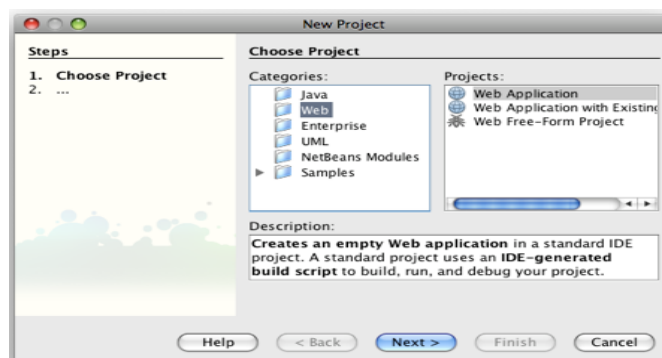 New Project
Steps
1. Choose Project
2. ...
Choose Project
Categories:
Java
Web
Enterprise
UML
NetBeans Modules
Samples
Projects:
Web Application
Web Application with Existing
Web Free-Form Project
Description:
Creates an empty Web application in a standard IDE
project. A standard project uses an IDE-generated
build script to build, run, and debug your project.
Help
< Back
Next >
Finish
Cancel